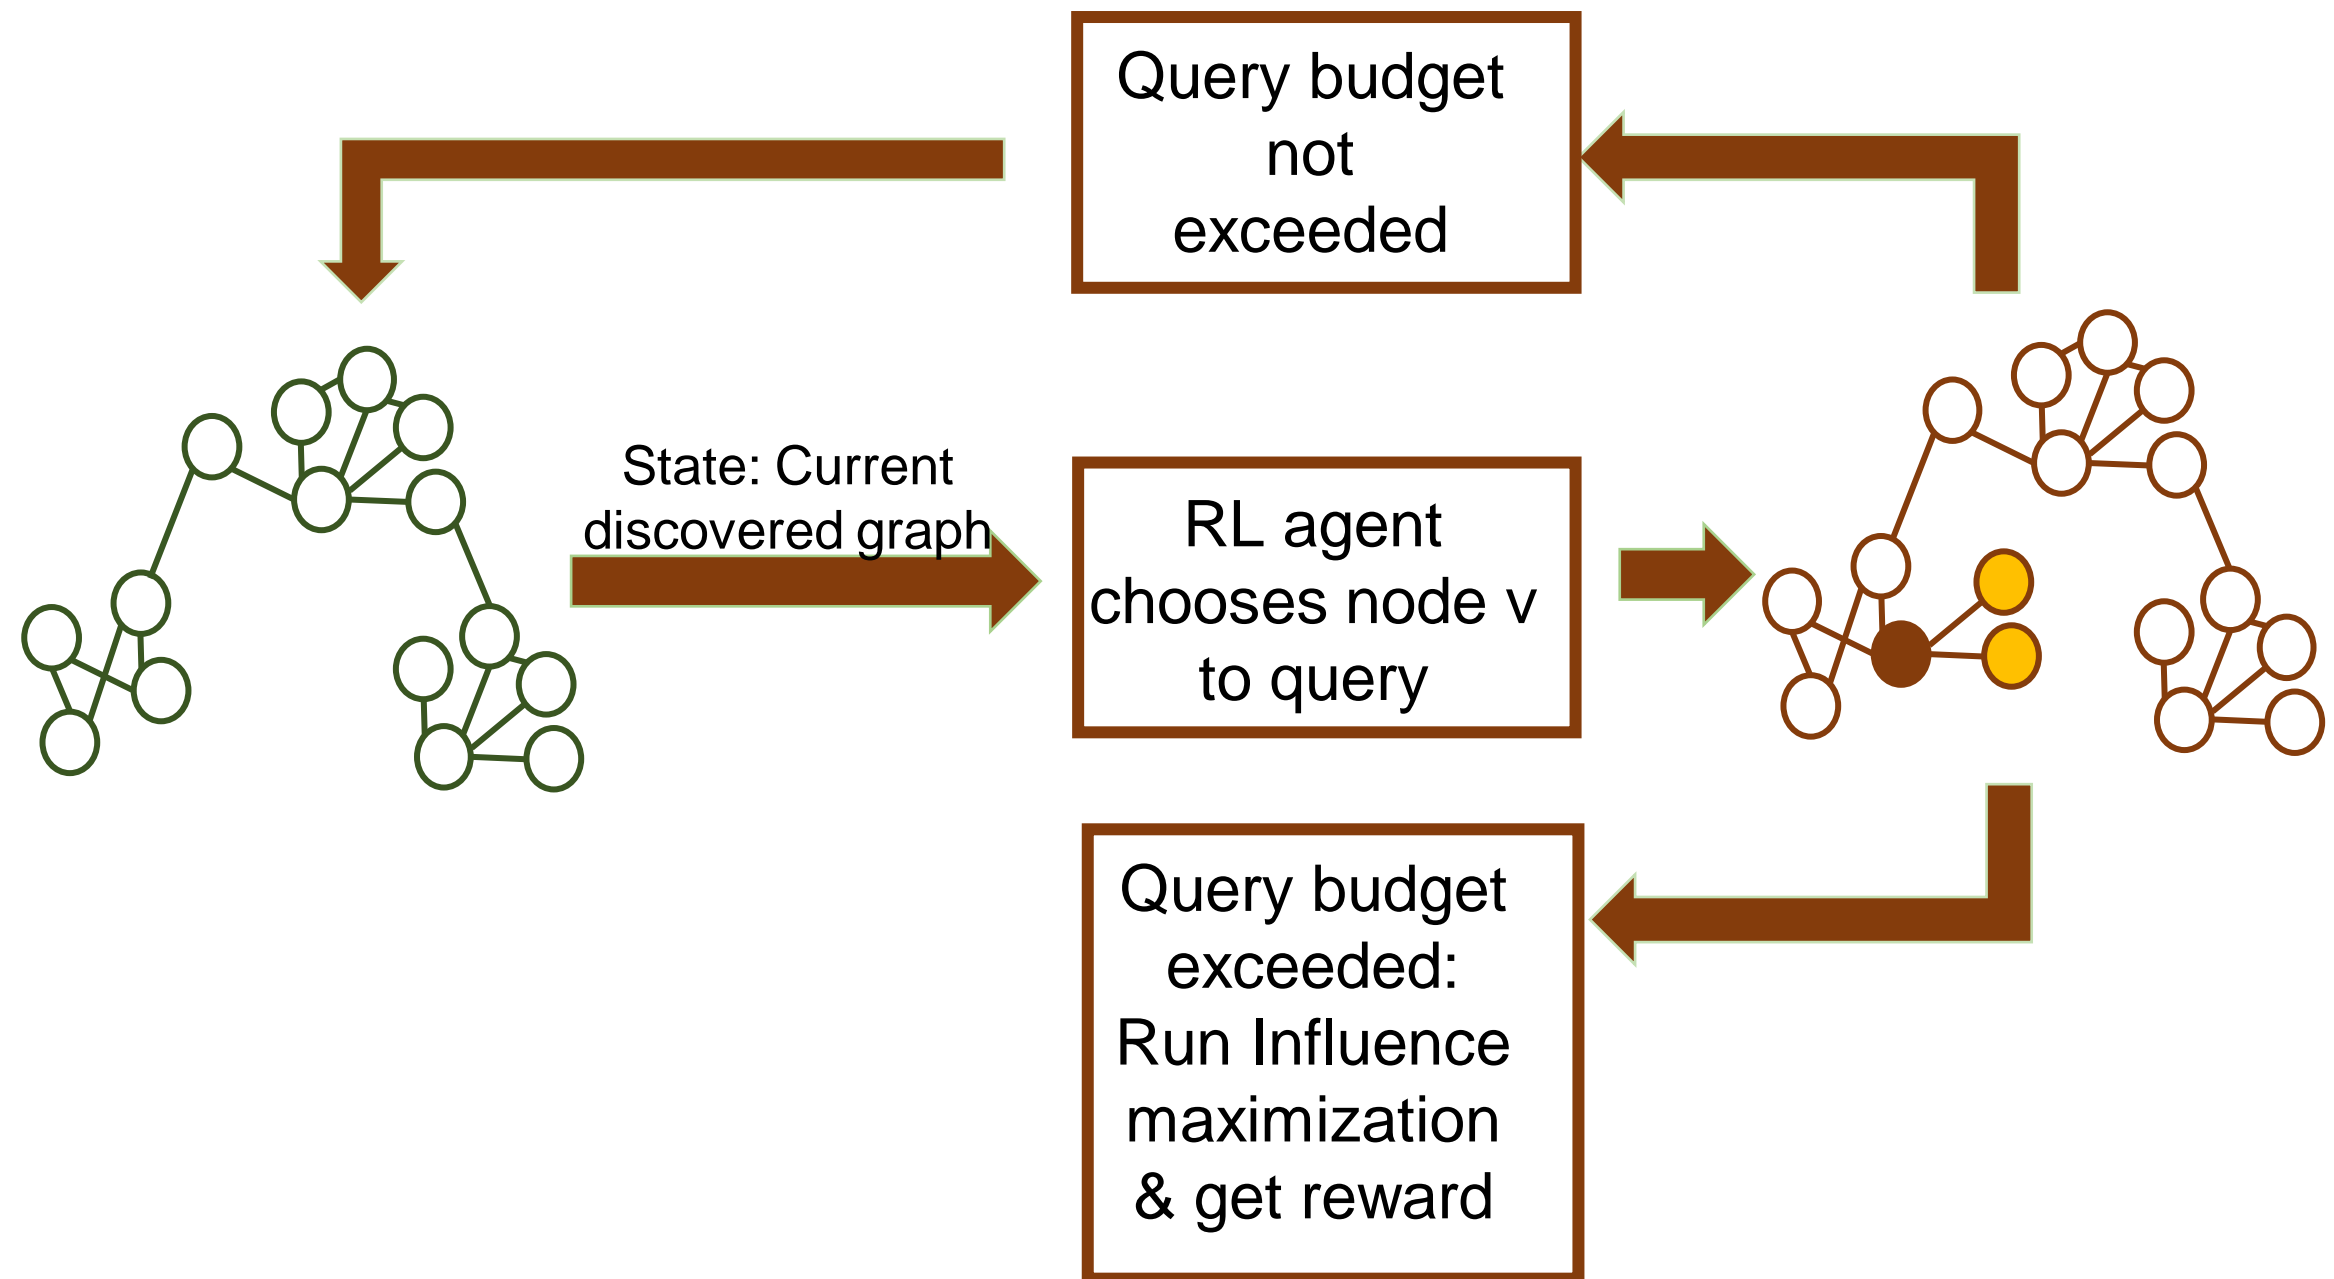 Query budget
not
exceeded
State: Current
discovered graph
RL agent
chooses node v
to query
Query budget
exceeded:
Run Influence
maximization
& get reward